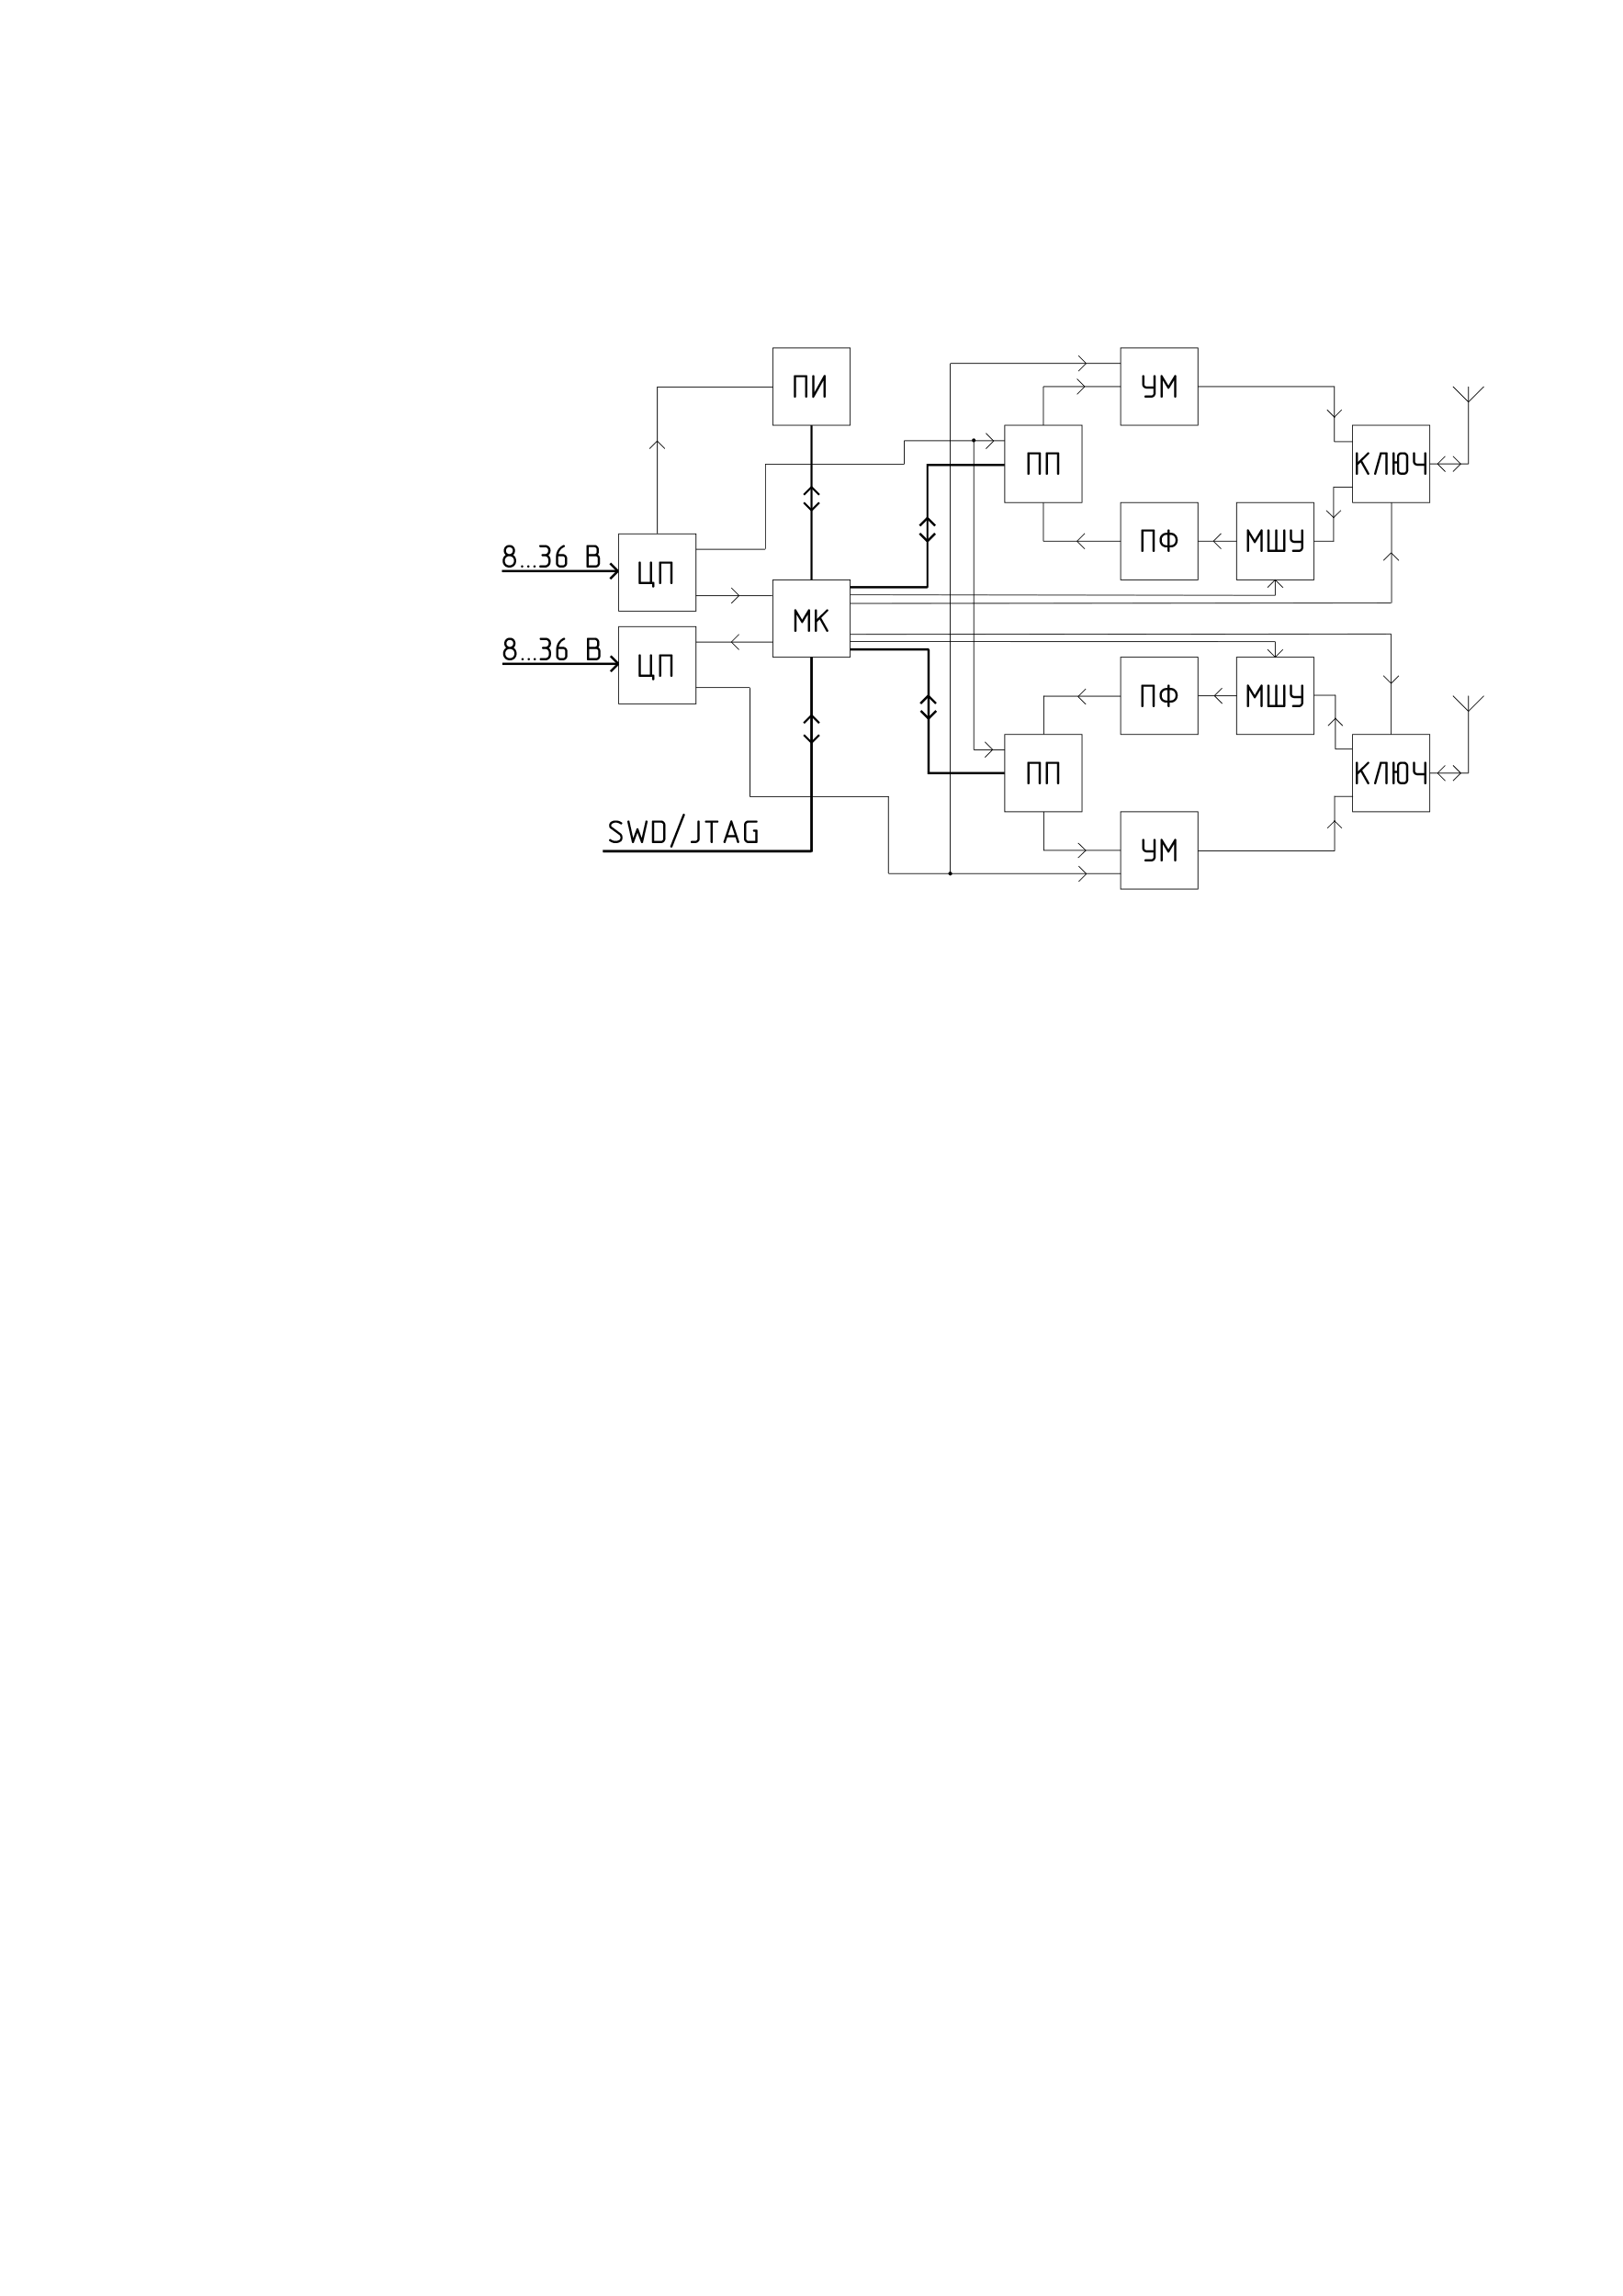 ПИ
УМ
ПП
КЛЮЧ
ПФ
МШУ
8...36 В
ЦП
МК
8...36 В
ЦП
ПФ
МШУ
ПП
КЛЮЧ
SWD/JTAG
УМ